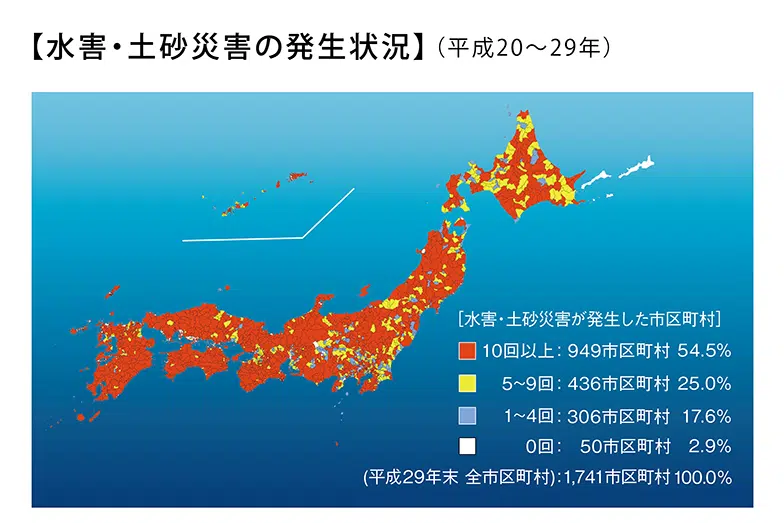 【水害・土砂災害の発生状況】（平成20～29年）
[水害・土砂災害が発生した市区町村]
10回以上：949市区町村 54.5%
5～9回：436市区町村 25.0%
1～4回：306市区町村 17.6%
0回： 50市区町村 2.9%
(平成29年末 全市区町村)：1,741市区町村 100.0%